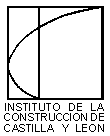 INSTITUTO DE LA
CONSTRUCCION DE
CASTILLA Y LEON